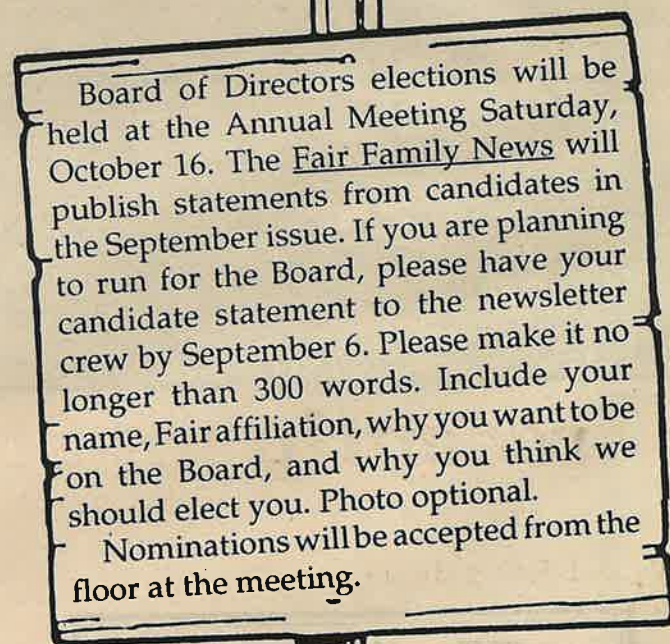 Board of Directors elections will be
held at the Annual Meeting Saturday,
October 16. The Fair Family News will
publish statements from candidates in
the September issue. If you are planning
to run for the Board, please have your
candidate statement to the newsletter
crew by September 6. Please make it no
longer than 300 words. Include your
name, Fair affiliation, why you want to be
on the Board, and why you think we
should elect you. Photo optional.
Nominations will be accepted from the
floor at the meeting.